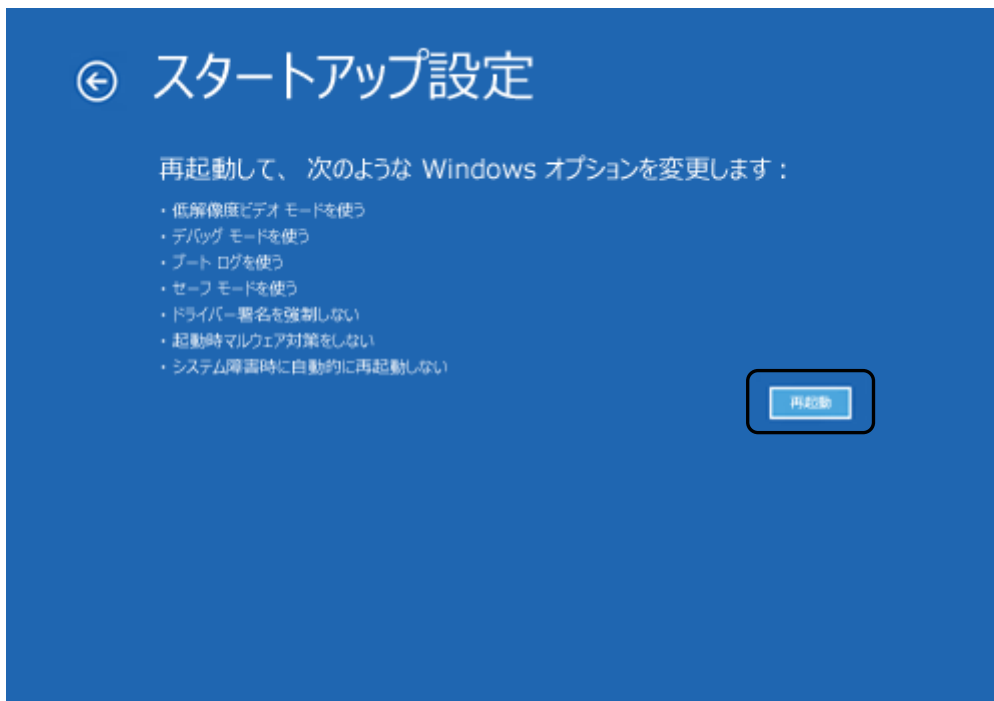 スタートアップ設定
再起動して、次のような Windows オプションを変更します：
・低解像度ビデオ モードを使う
・デバッグ モードを使う
・ブート ログを使う
・セーフ モードを使う
・ドライバー署名を強制しない
・起動時マルウェア対策をしない
・システム障害時に自動的に再起動しない
再起動